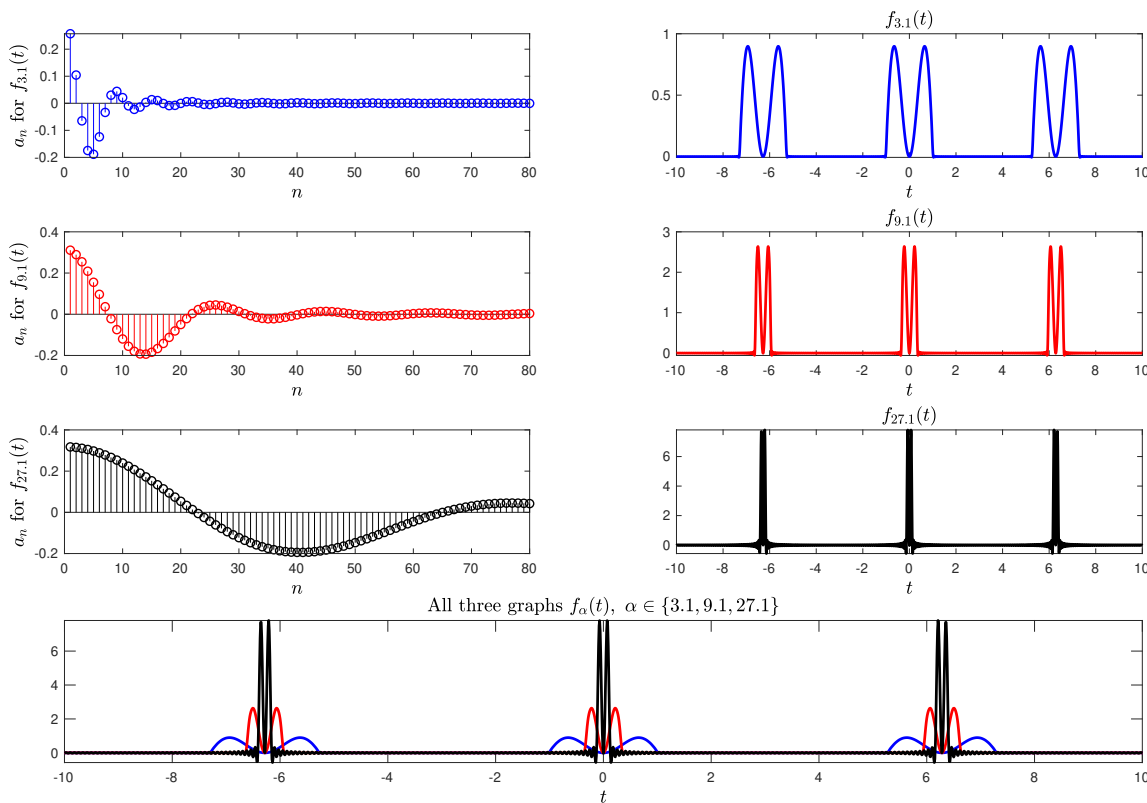 f_{3.1}(t)
a_n for f_{3.1}(t)
0.2
0.1
0
-0.1
-0.2
0 10 20 30 40 50 60 70 80
n
1
0.5
0
-10 -8 -6 -4 -2 0 2 4 6 8 10
t
f_{9.1}(t)
a_n for f_{9.1}(t)
0.4
0.2
0
-0.2
0 10 20 30 40 50 60 70 80
n
3
2
1
0
-10 -8 -6 -4 -2 0 2 4 6 8 10
t
f_{27.1}(t)
a_n for f_{27.1}(t)
0.4
0.2
0
-0.2
0 10 20 30 40 50 60 70 80
n
6
4
2
0
-10 -8 -6 -4 -2 0 2 4 6 8 10
t
All three graphs f_α(t), α ∈ {3.1, 9.1, 27.1}
6
4
2
0
-10 -8 -6 -4 -2 0 2 4 6 8 10
t